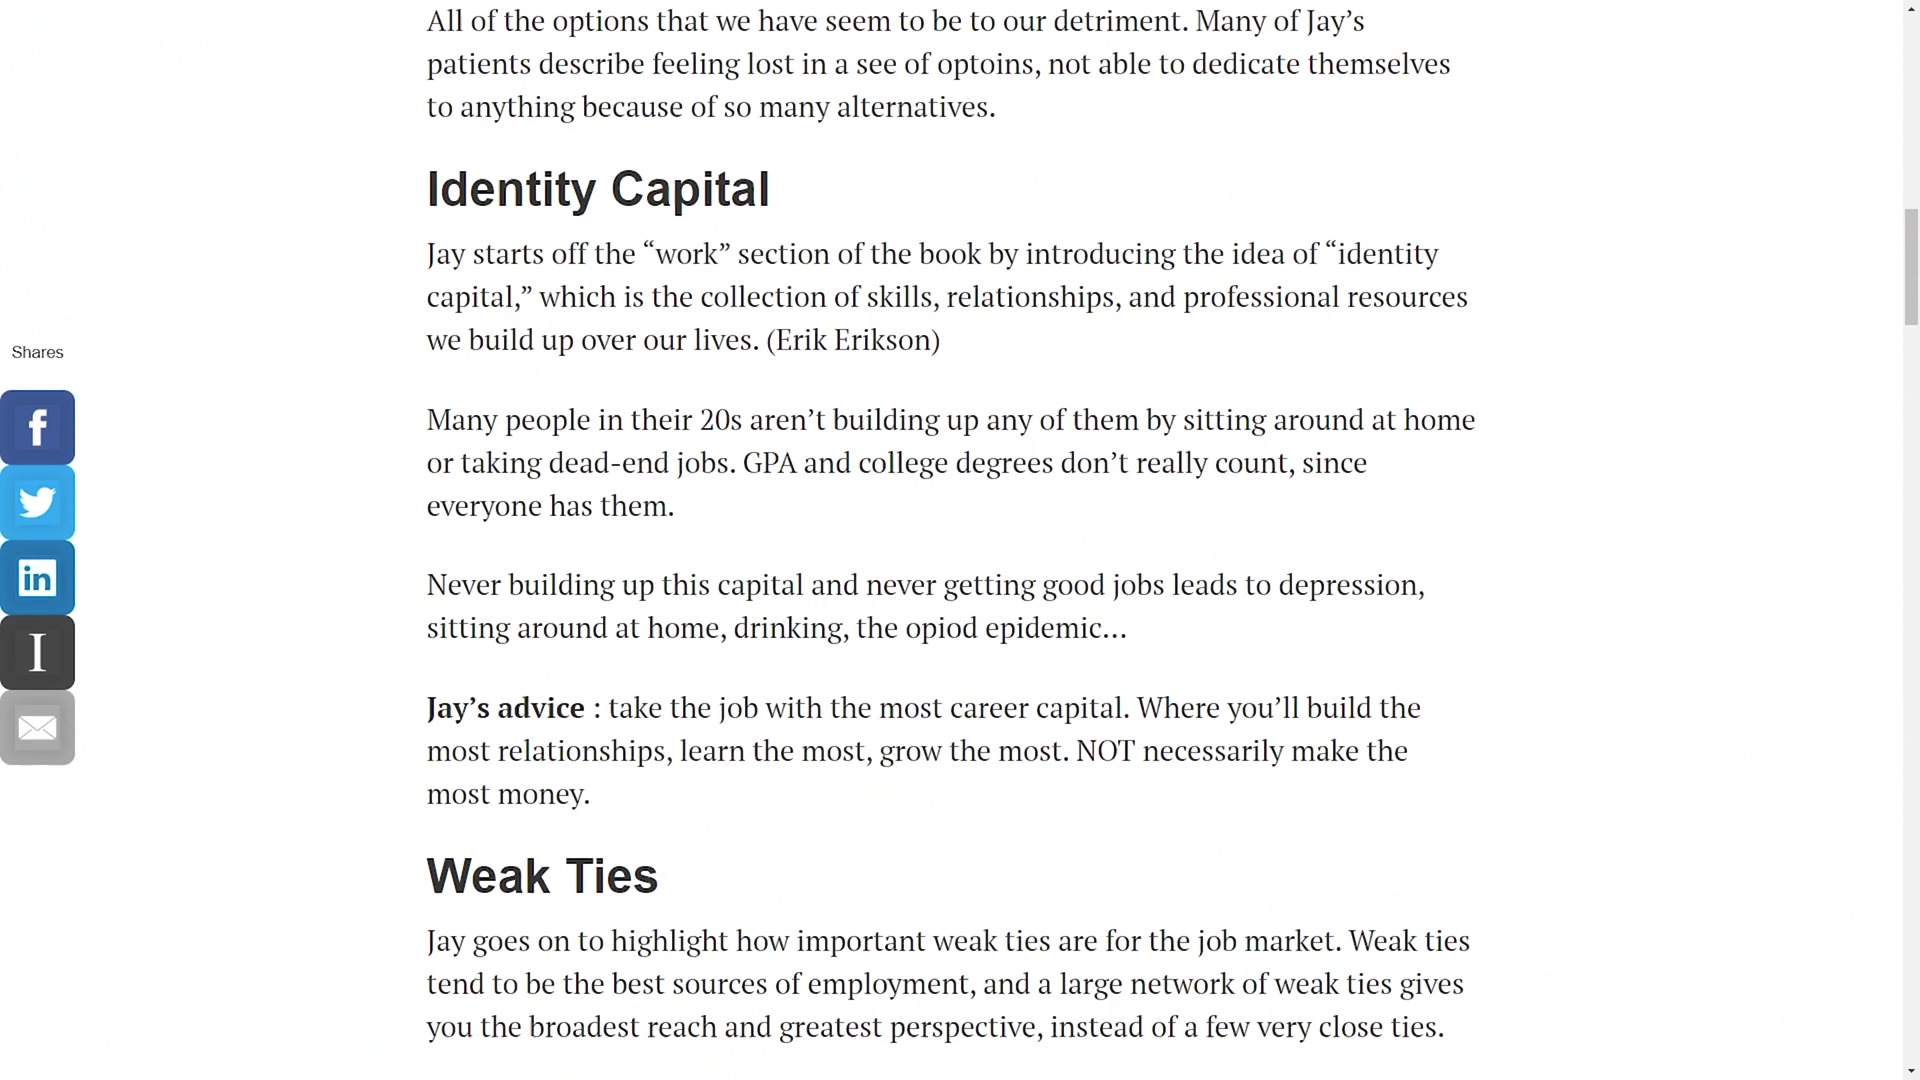 All of the options that we have seem to be to our detriment. Many of Jay’s
patients describe feeling lost in a see of optoins, not able to dedicate themselves
to anything because of so many alternatives.
Identity Capital
Jay starts off the “work” section of the book by introducing the idea of “identity
capital,” which is the collection of skills, relationships, and professional resources
we build up over our lives. (Erik Erikson)
Shares
Many people in their 20s aren’t building up any of them by sitting around at home
or taking dead-end jobs. GPA and college degrees don’t really count, since
everyone has them.
Never building up this capital and never getting good jobs leads to depression,
sitting around at home, drinking, the opiod epidemic…
Jay’s advice : take the job with the most career capital. Where you’ll build the
most relationships, learn the most, grow the most. NOT necessarily make the
most money.
Weak Ties
Jay goes on to highlight how important weak ties are for the job market. Weak ties
tend to be the best sources of employment, and a large network of weak ties gives
you the broadest reach and greatest perspective, instead of a few very close ties.